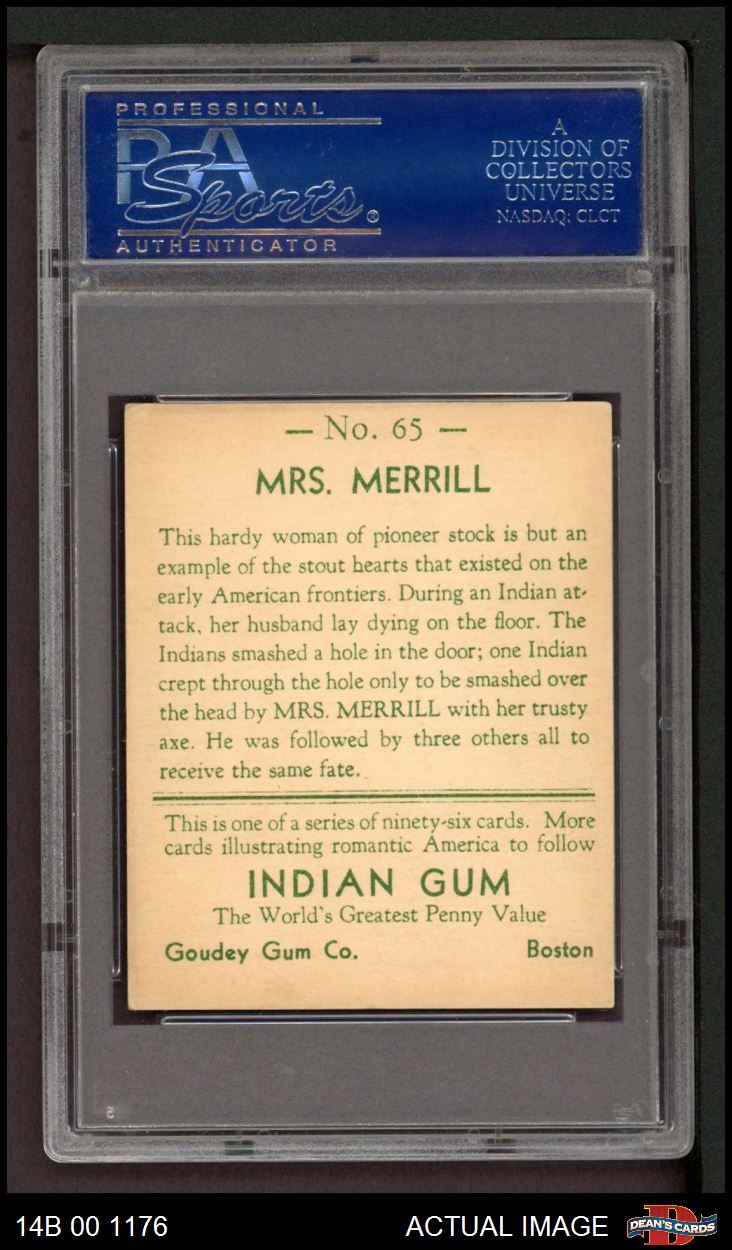 PROFESSIONAL
PSA
Sports®
AUTHENTICATOR
A
DIVISION OF
COLLECTORS
UNIVERSE
NASDAQ: CLCT
— No. 65 —
MRS. MERRILL
This hardy woman of pioneer stock is but an
example of the stout hearts that existed on the
early American frontiers. During an Indian at-
tack, her husband lay dying on the floor. The
Indians smashed a hole in the door; one Indian
crept through the hole only to be smashed over
the head by MRS. MERRILL with her trusty
axe. He was followed by three others all to
receive the same fate.
This is one of a series of ninety-six cards. More
cards illustrating romantic America to follow
INDIAN GUM
The World's Greatest Penny Value
Goudey Gum Co. Boston
14B 00 1176 ACTUAL IMAGE DEAN'S CARDS